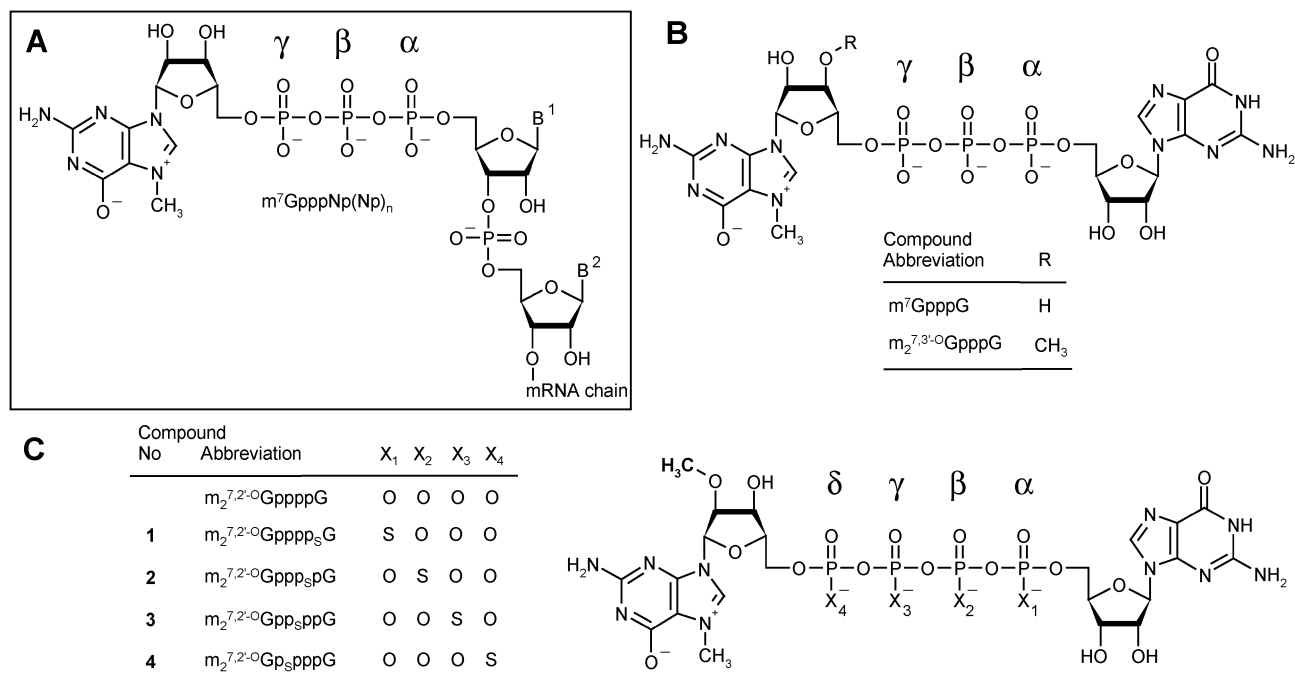 A
HO OH
γ β α
O O O
H₂N N N O O P O P O P O O B¹
N N⁺ O⁻ O⁻ O⁻
O⁻ CH₃
m⁷GpppNp(Np)ₙ
O OH
O⁻ P O
O B²
O
O OH
mRNA chain
B
HO O R
γ β α
O O O O
H₂N N N O O P O P O P O O N NH
N N⁺ O⁻ O⁻ O⁻ N N NH₂
O⁻ CH₃
HO OH
Compound
Abbreviation R
m⁷GpppG H
m₂⁷,³'⁻ᴼGpppG CH₃
C
Compound
No Abbreviation X₁ X₂ X₃ X₄
m₂⁷,²'⁻ᴼGppppG O O O O
1 m₂⁷,²'⁻ᴼGppppₛG S O O O
2 m₂⁷,²'⁻ᴼGpppₛpG O S O O
3 m₂⁷,²'⁻ᴼGppₛppG O O S O
4 m₂⁷,²'⁻ᴼGpₛpppG O O O S
H₃C O OH
δ γ β α
O O O O O
H₂N N N O O P O P O P O P O O N NH
N N⁺ X₄⁻ X₃⁻ X₂⁻ X₁⁻ N N NH₂
O⁻ CH₃
HO OH